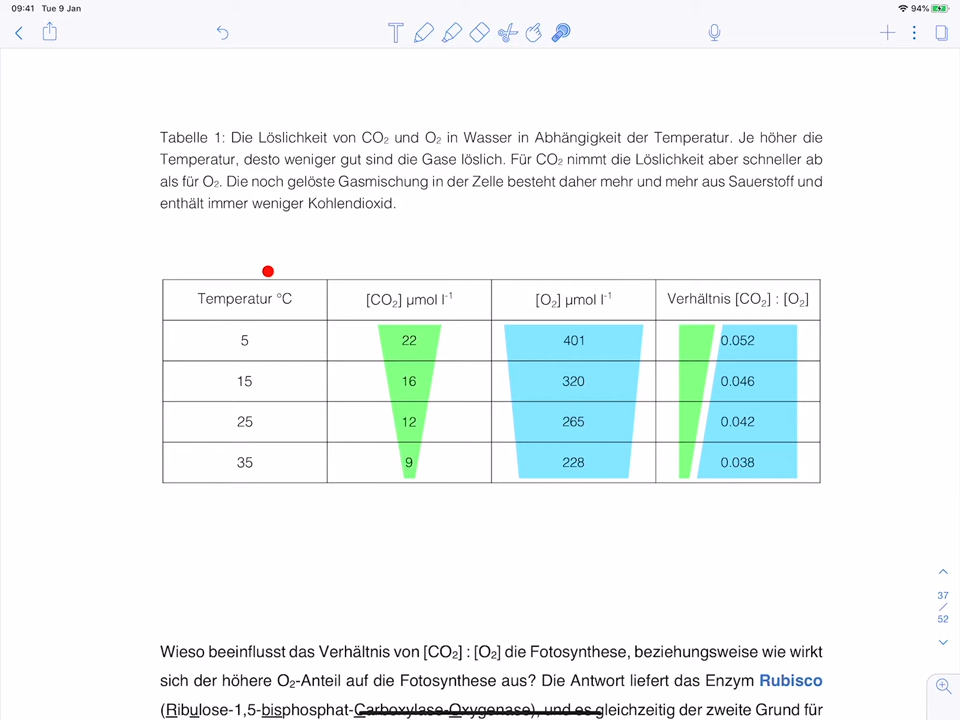 09:41 Tue 9 Jan
94%
T
Tabelle 1: Die Löslichkeit von CO₂ und O₂ in Wasser in Abhängigkeit der Temperatur. Je höher die
Temperatur, desto weniger gut sind die Gase löslich. Für CO₂ nimmt die Löslichkeit aber schneller ab
als für O₂. Die noch gelöste Gasmischung in der Zelle besteht daher mehr und mehr aus Sauerstoff und
enthält immer weniger Kohlendioxid.
Temperatur °C [CO₂] µmol l⁻¹ [O₂] µmol l⁻¹ Verhältnis [CO₂] : [O₂]
5 22 401 0.052
15 16 320 0.046
25 12 265 0.042
35 9 228 0.038
37
/
52
Wieso beeinflusst das Verhältnis von [CO₂] : [O₂] die Fotosynthese, beziehungsweise wie wirkt
sich der höhere O₂-Anteil auf die Fotosynthese aus? Die Antwort liefert das Enzym Rubisco
(Ribulose-1,5-bisphosphat-Carboxylase-Oxygenase), und es gleichzeitig der zweite Grund für